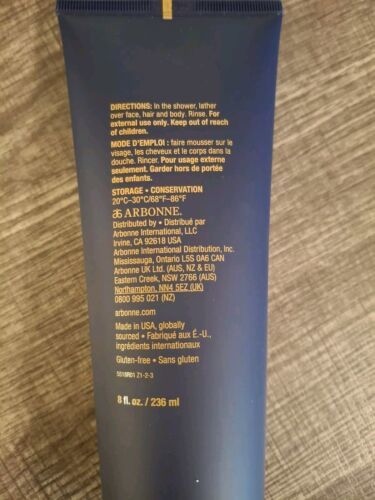 DIRECTIONS: In the shower, lather
over face, hair and body. Rinse. For
external use only. Keep out of reach
of children.
MODE D'EMPLOI : faire mousser sur le
visage, les cheveux et le corps dans la
douche. Rincer. Pour usage externe
seulement. Garder hors de portée
des enfants.
STORAGE • CONSERVATION
20°C–30°C/68°F–86°F
ARBONNE.
Distributed by • Distribué par
Arbonne International, LLC
Irvine, CA 92618 USA
Arbonne International Distribution, Inc.
Mississauga, Ontario L5S 0A6 CAN
Arbonne UK Ltd. (AUS, NZ & EU)
Eastern Creek, NSW 2766 (AUS)
Northampton, NN4 5EZ (UK)
0800 995 021 (NZ)
arbonne.com
Made in USA, globally
sourced • Fabriqué aux É.-U.,
ingrédients internationaux
Gluten-free • Sans gluten
5518R01 Z1-2-3
8 fl. oz. / 236 ml